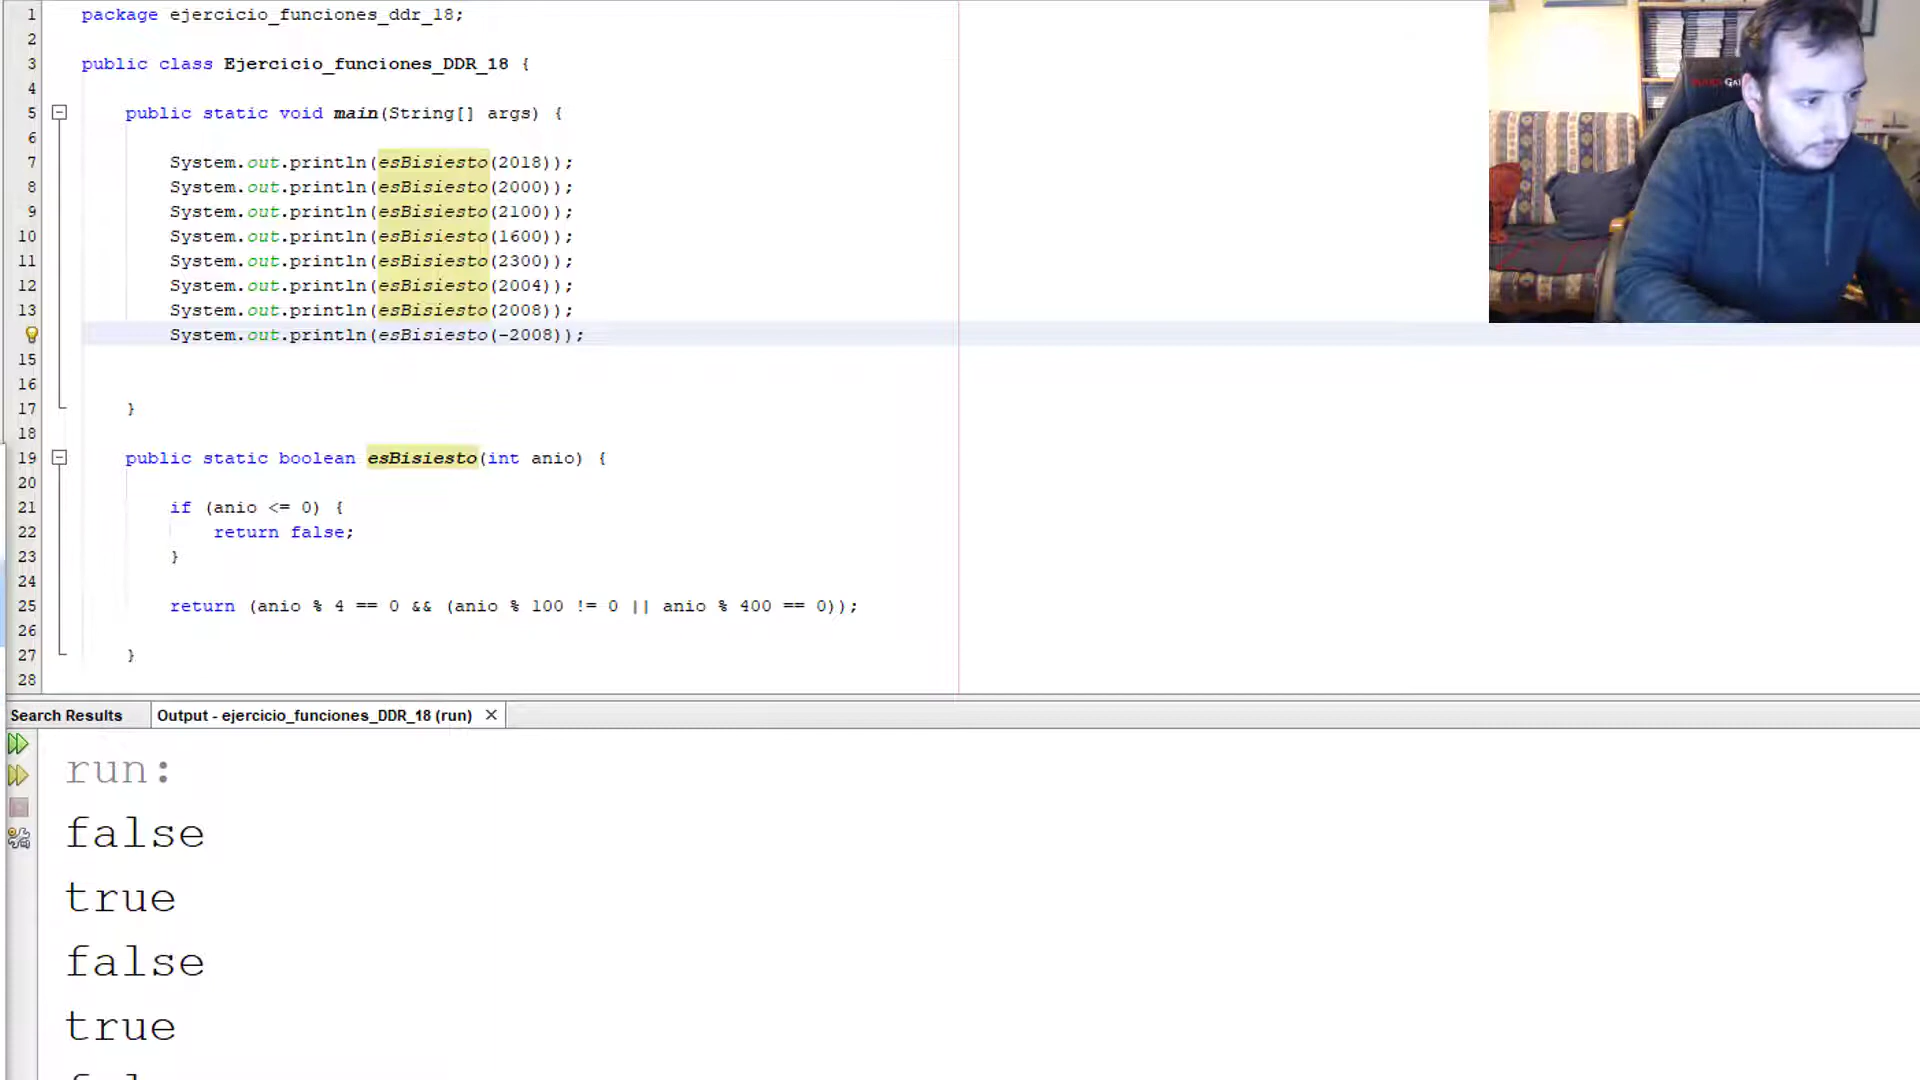 1 package ejercicio_funciones_ddr_18;
2
3 public class Ejercicio_funciones_DDR_18 {
4
5 public static void main(String[] args) {
6
7 System.out.println(esBisiesto(2018));
8 System.out.println(esBisiesto(2000));
9 System.out.println(esBisiesto(2100));
10 System.out.println(esBisiesto(1600));
11 System.out.println(esBisiesto(2300));
12 System.out.println(esBisiesto(2004));
13 System.out.println(esBisiesto(2008));
System.out.println(esBisiesto(-2008));
15
16
17 }
18
19 public static boolean esBisiesto(int anio) {
20
21 if (anio <= 0) {
22 return false;
23 }
24
25 return (anio % 4 == 0 && (anio % 100 != 0 || anio % 400 == 0));
26
27 }
28
Search Results Output - ejercicio_funciones_DDR_18 (run)
run:
false
true
false
true